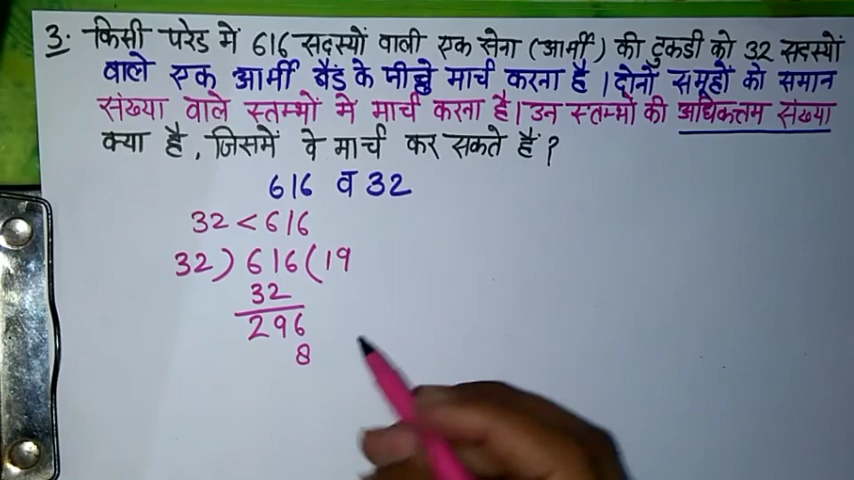 3. किसी परेड में 616 सदस्यों वाली एक सेना (आर्मी) की टुकडी को 32 सदस्यों
वाले एक आर्मी बैंड के पीछे मार्च करना है । दोनों समूहों को समान
संख्या वाले स्तम्भों में मार्च करना है। उन स्तम्भों की अधिकतम संख्या
क्या है, जिसमें वे मार्च कर सकते हैं ?
616 व 32
32 < 616
32 ) 616 ( 19
32
296
8